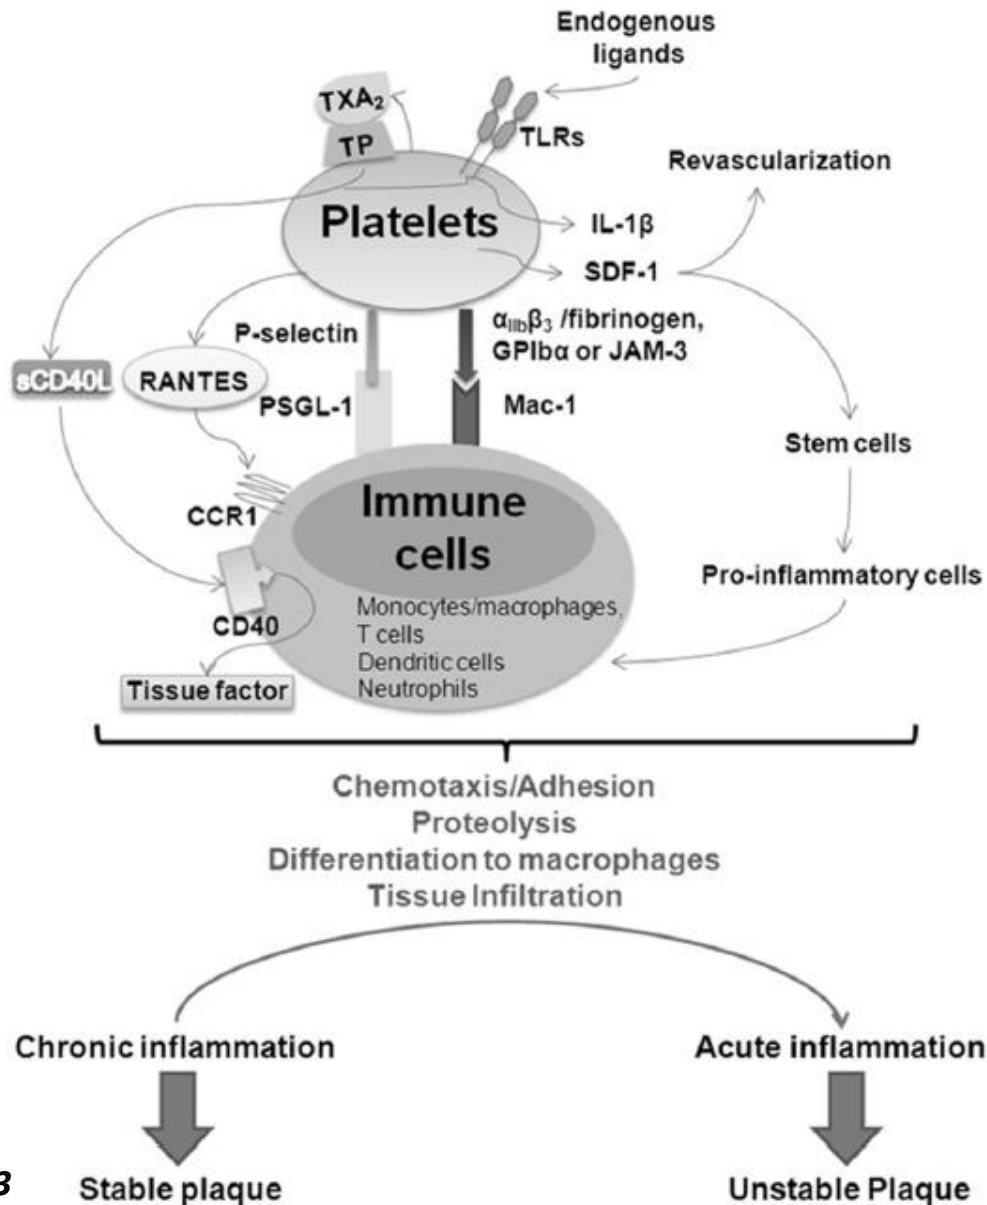 Endogenous
ligands
TXA₂
TP
TLRs
Revascularization
Platelets
IL-1β
SDF-1
P-selectin
αIIbβ₃ /fibrinogen,
GPIbα or JAM-3
sCD40L
RANTES
PSGL-1
Mac-1
Stem cells
CCR1
Immune
cells
Pro-inflammatory cells
CD40
Monocytes/macrophages,
T cells
Dendritic cells
Neutrophils
Tissue factor
Chemotaxis/Adhesion
Proteolysis
Differentiation to macrophages
Tissue Infiltration
Chronic inflammation
Acute inflammation
3
Stable plaque
Unstable Plaque